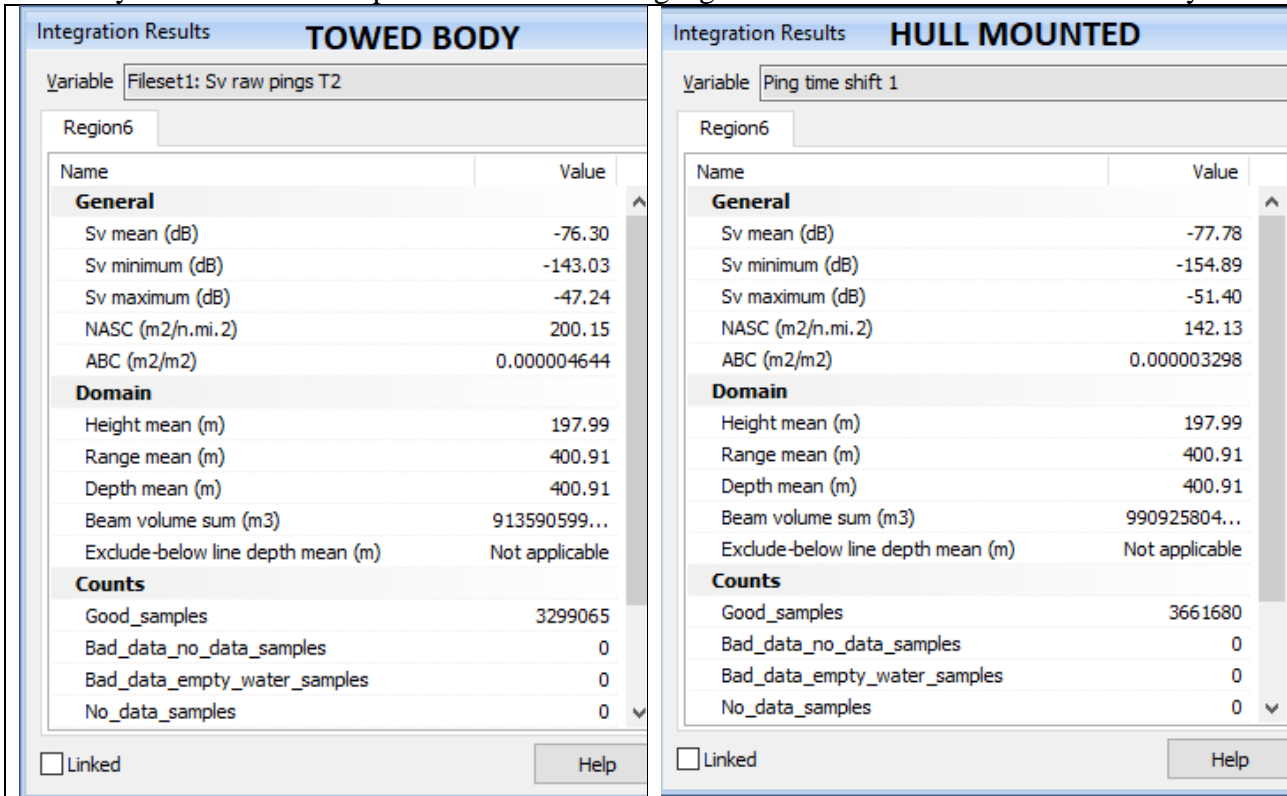 Integration Results TOWED BODY
Variable Fileset1: Sv raw pings T2
Region6
Name Value
General
Sv mean (dB) -76.30
Sv minimum (dB) -143.03
Sv maximum (dB) -47.24
NASC (m2/n.mi.2) 200.15
ABC (m2/m2) 0.000004644
Domain
Height mean (m) 197.99
Range mean (m) 400.91
Depth mean (m) 400.91
Beam volume sum (m3) 913590599...
Exclude-below line depth mean (m) Not applicable
Counts
Good_samples 3299065
Bad_data_no_data_samples 0
Bad_data_empty_water_samples 0
No_data_samples 0
Linked Help
Integration Results HULL MOUNTED
Variable Ping time shift 1
Region6
Name Value
General
Sv mean (dB) -77.78
Sv minimum (dB) -154.89
Sv maximum (dB) -51.40
NASC (m2/n.mi.2) 142.13
ABC (m2/m2) 0.000003298
Domain
Height mean (m) 197.99
Range mean (m) 400.91
Depth mean (m) 400.91
Beam volume sum (m3) 990925804...
Exclude-below line depth mean (m) Not applicable
Counts
Good_samples 3661680
Bad_data_no_data_samples 0
Bad_data_empty_water_samples 0
No_data_samples 0
Linked Help